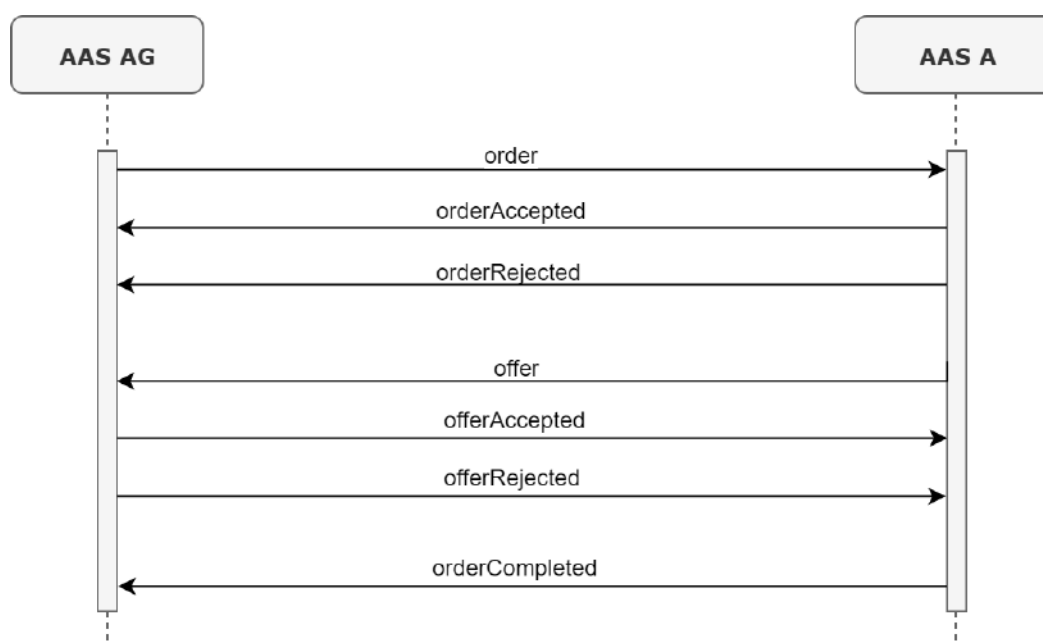 AAS AG
AAS A
order
orderAccepted
orderRejected
offer
offerAccepted
offerRejected
orderCompleted